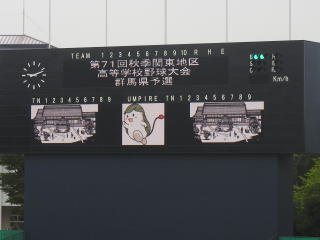 TEAM 1 2 3 4 5 6 7 8 9 10 R H E
第71回秋季関東地区
高等学校野球大会
群馬県予選
Km/h
TN 1 2 3 4 5 6 7 8 9 UMPIRE TN 1 2 3 4 5 6 7 8 9